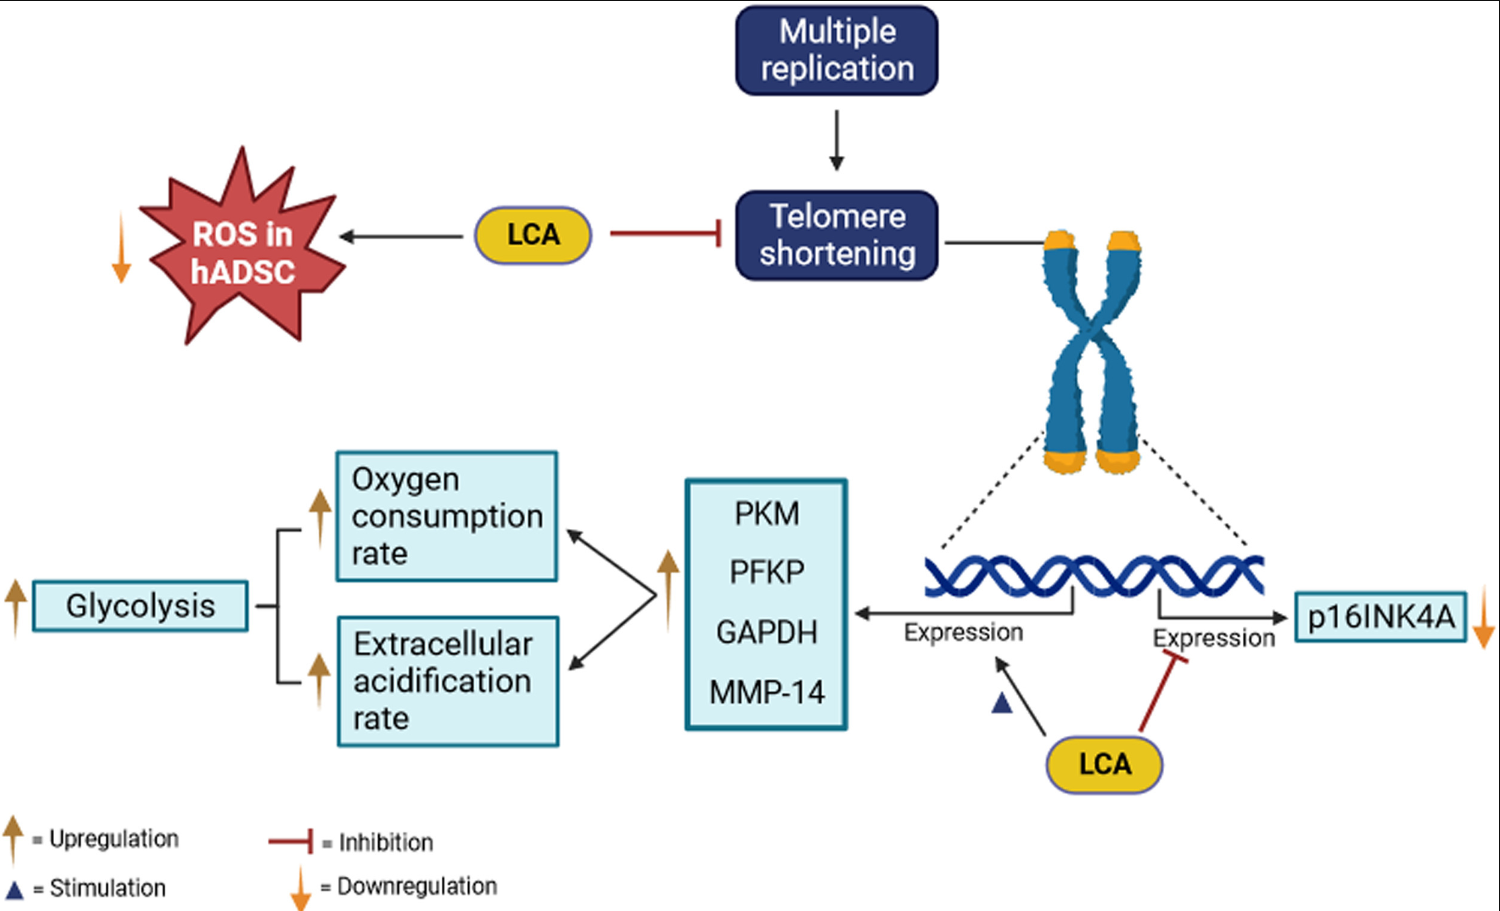 Multiple
replication
Telomere
shortening
LCA
ROS in
hADSC
Oxygen
consumption
rate
Glycolysis
Extracellular
acidification
rate
PKM
PFKP
GAPDH
MMP-14
Expression
Expression
p16INK4A
LCA
= Upregulation
= Inhibition
= Stimulation
= Downregulation